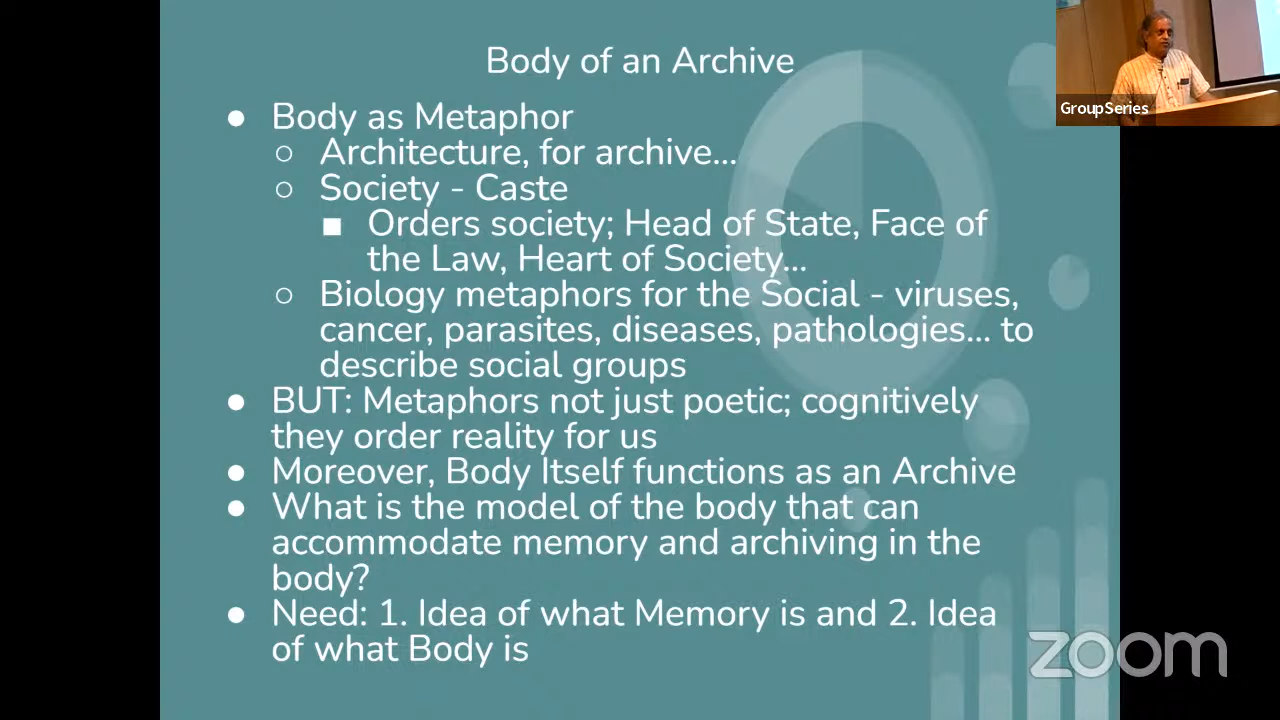 Body of an Archive
● Body as Metaphor
○ Architecture, for archive...
○ Society - Caste
■ Orders society; Head of State, Face of
the Law, Heart of Society...
○ Biology metaphors for the Social - viruses,
cancer, parasites, diseases, pathologies... to
describe social groups
● BUT: Metaphors not just poetic; cognitively
they order reality for us
● Moreover, Body Itself functions as an Archive
● What is the model of the body that can
accommodate memory and archiving in the
body?
● Need: 1. Idea of what Memory is and 2. Idea
of what Body is
GroupSeries
zoom